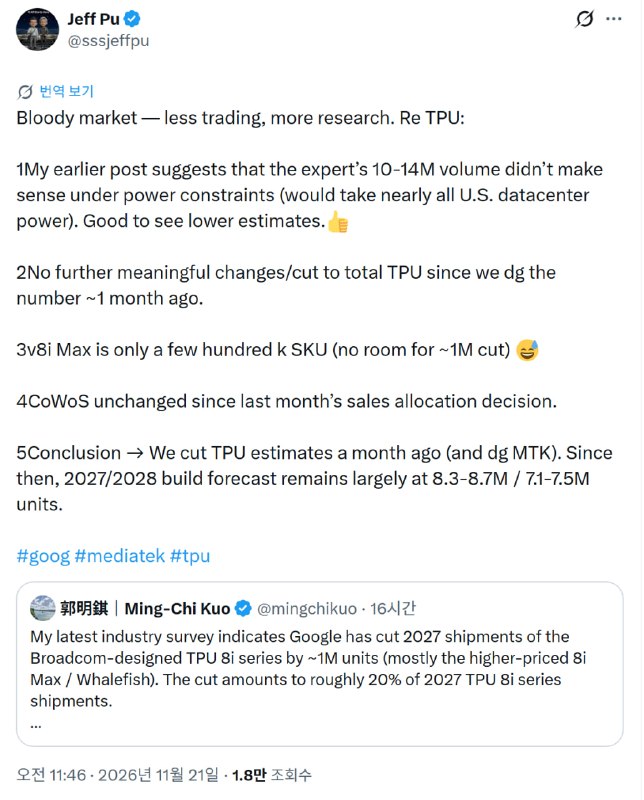 Jeff Pu
@sssjeffpu
번역 보기
Bloody market — less trading, more research. Re TPU:
1My earlier post suggests that the expert's 10-14M volume didn't make
sense under power constraints (would take nearly all U.S. datacenter
power). Good to see lower estimates.👍
2No further meaningful changes/cut to total TPU since we dg the
number ~1 month ago.
3v8i Max is only a few hundred k SKU (no room for ~1M cut) 😅
4CoWoS unchanged since last month's sales allocation decision.
5Conclusion → We cut TPU estimates a month ago (and dg MTK). Since
then, 2027/2028 build forecast remains largely at 8.3-8.7M / 7.1-7.5M
units.
#goog #mediatek #tpu
郭明錤｜Ming-Chi Kuo @mingchikuo · 16시간
My latest industry survey indicates Google has cut 2027 shipments of the
Broadcom-designed TPU 8i series by ~1M units (mostly the higher-priced 8i
Max / Whalefish). The cut amounts to roughly 20% of 2027 TPU 8i series
shipments.
...
오전 11:46 · 2026년 11월 21일 · 1.8만 조회수